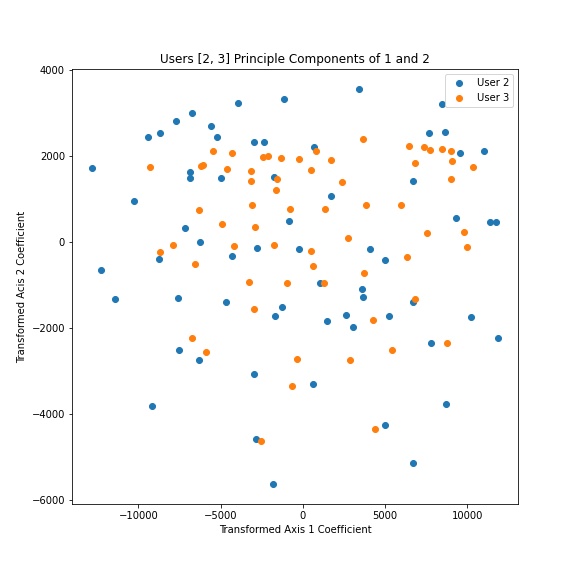 Users [2, 3] Principle Components of 1 and 2
User 2
User 3
4000
2000
0
−2000
−4000
−6000
Transformed Acis 2 Coefficient
−10000
−5000
0
5000
10000
Transformed Axis 1 Coefficient